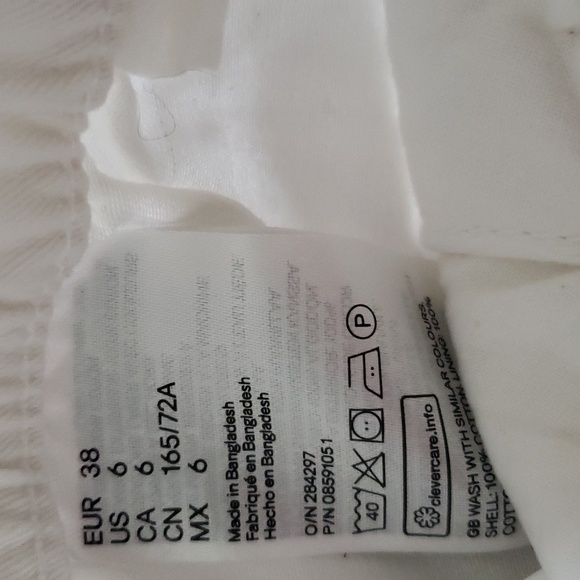 EUR 38
US 6
CA 6
CN 165/72A
MX 6
Made in Bangladesh
Fabriqué en Bangladesh
Hecho en Bangladesh
O/N 284297
P/N 08591051
40 P
clevercare.info
GB WASH WITH SIMILAR COLOURS
SHELL: 100% COTTON LINING: 100%